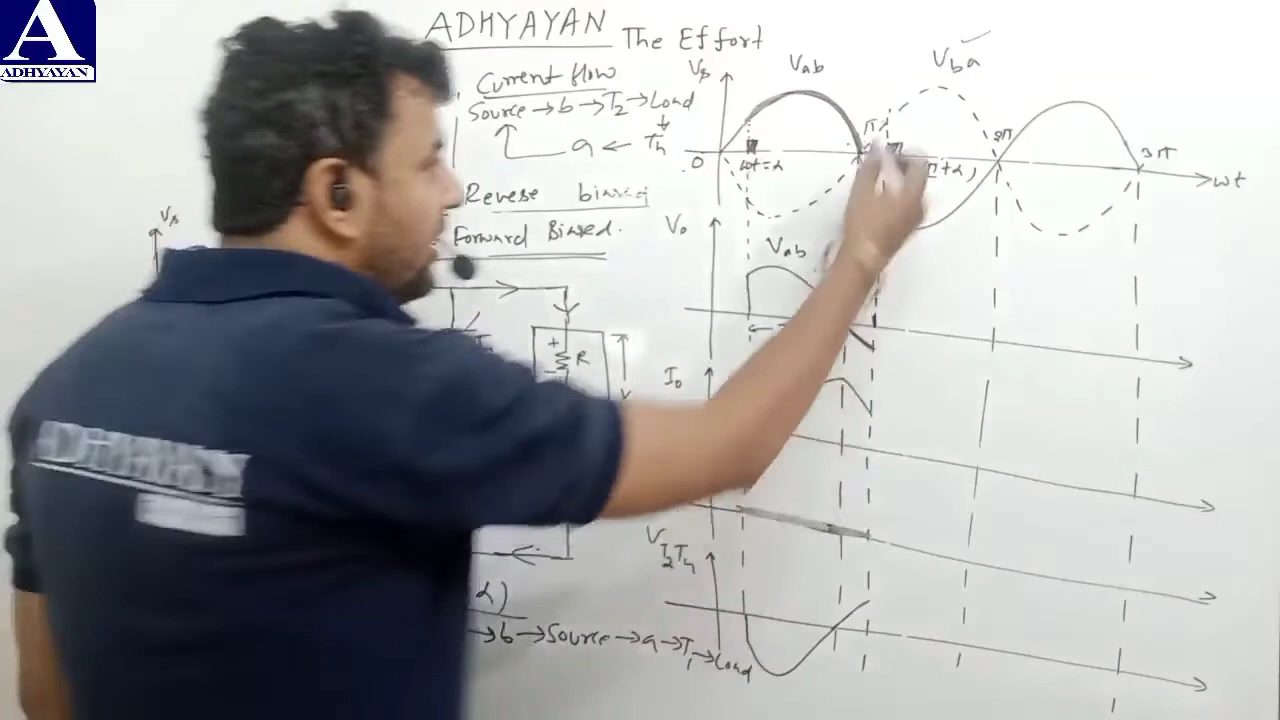 A
ADHYAYAN
ADHYAYAN The Effort
Current flow
Source → b → T2 → Load
a ← T4
Reverse biased
Forward Biased.
Vs
R
+
α)
→ b → Source → a → T1 → Load
Vs
Vab
Vba
0
ωt=α
π
2π
3π
ωt
V0
Vab
I0
VT2T4